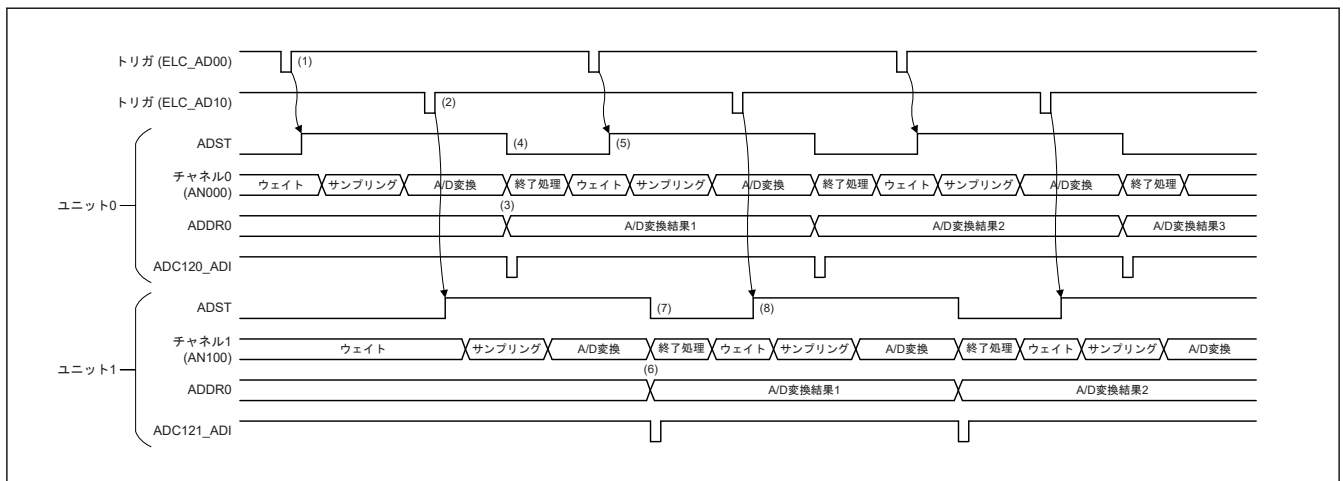 トリガ (ELC_AD00)
(1)
トリガ (ELC_AD10)
(2)
ADST
(4)
(5)
チャネル0
(AN000)
ウェイト サンプリング A/D変換 終了処理 ウェイト サンプリング A/D変換 終了処理 ウェイト サンプリング A/D変換 終了処理
ユニット0
(3)
ADDR0
A/D変換結果1 A/D変換結果2 A/D変換結果3
ADC120_ADI
ADST
(7)
(8)
チャネル1
(AN100)
ウェイト サンプリング A/D変換 終了処理 ウェイト サンプリング A/D変換 終了処理 ウェイト サンプリング A/D変換
ユニット1
(6)
ADDR0
A/D変換結果1 A/D変換結果2
ADC121_ADI